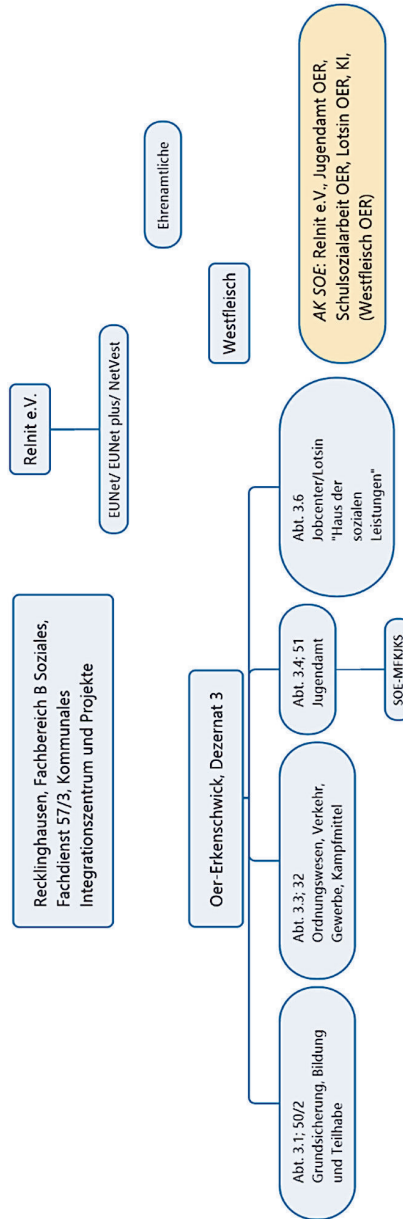 Recklinghausen, Fachbereich B Soziales,
Fachdienst 57/3, Kommunales
Integrationszentrum und Projekte
ReInit e.V.
EUNet/ EUNet plus/ NetVest
Ehrenamtliche
Westfleisch
Oer-Erkenschwick, Dezernat 3
Abt. 3.1; 50/2
Grundsicherung, Bildung
und Teilhabe
Abt. 3.3; 32
Ordnungswesen, Verkehr,
Gewerbe, Kampfmittel
Abt. 3.4; 51
Jugendamt
SOE-MFKJKS
Abt. 3.6
Jobcenter/Lotsin
"Haus der
sozialen
Leistungen"
AK SOE: ReInit e.V., Jugendamt OER,
Schulsozialarbeit OER, Lotsin OER, KI,
(Westfleisch OER)